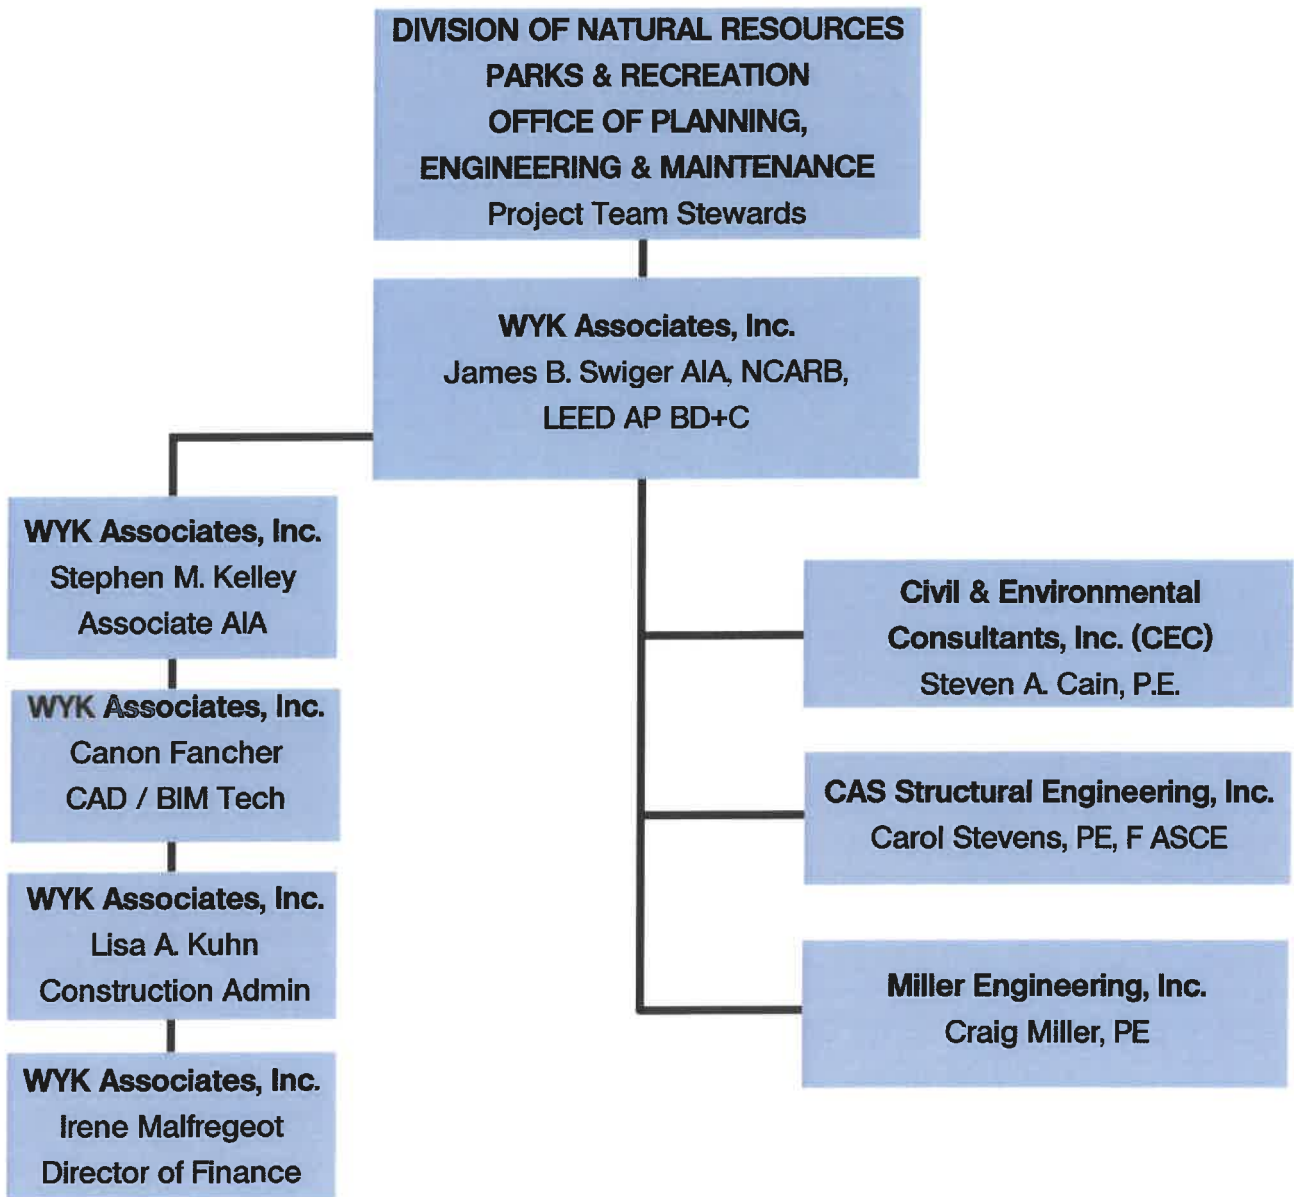 DIVISION OF NATURAL RESOURCES
PARKS & RECREATION
OFFICE OF PLANNING,
ENGINEERING & MAINTENANCE
Project Team Stewards
WYK Associates, Inc.
James B. Swiger AIA, NCARB,
LEED AP BD+C
WYK Associates, Inc.
Stephen M. Kelley
Associate AIA
WYK Associates, Inc.
Canon Fancher
CAD / BIM Tech
WYK Associates, Inc.
Lisa A. Kuhn
Construction Admin
WYK Associates, Inc.
Irene Malfregeot
Director of Finance
Civil & Environmental
Consultants, Inc. (CEC)
Steven A. Cain, P.E.
CAS Structural Engineering, Inc.
Carol Stevens, PE, F ASCE
Miller Engineering, Inc.
Craig Miller, PE